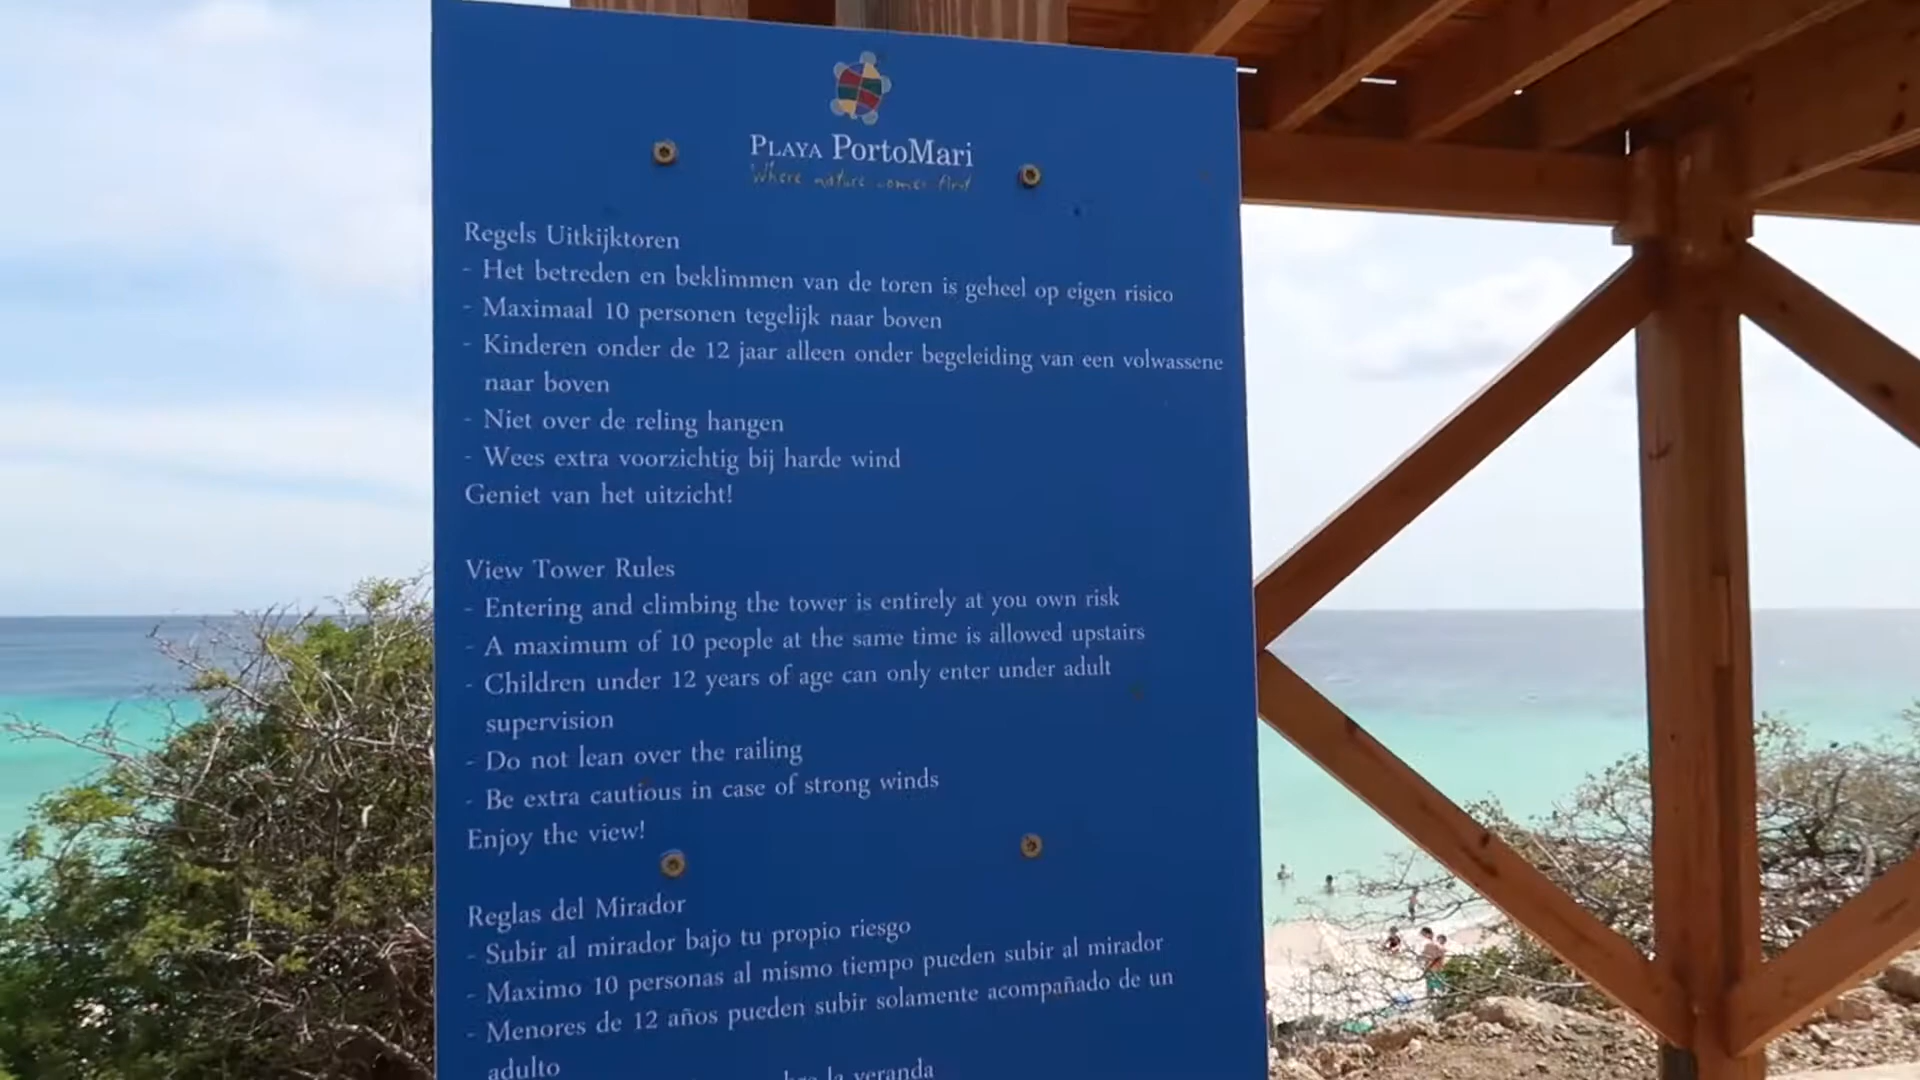 PLAYA PortoMari
Where nature comes first
Regels Uitkijktoren
- Het betreden en beklimmen van de toren is geheel op eigen risico
- Maximaal 10 personen tegelijk naar boven
- Kinderen onder de 12 jaar alleen onder begeleiding van een volwassene
naar boven
- Niet over de reling hangen
- Wees extra voorzichtig bij harde wind
Geniet van het uitzicht!
View Tower Rules
- Entering and climbing the tower is entirely at you own risk
- A maximum of 10 people at the same time is allowed upstairs
- Children under 12 years of age can only enter under adult
supervision
- Do not lean over the railing
- Be extra cautious in case of strong winds
Enjoy the view!
Reglas del Mirador
- Subir al mirador bajo tu propio riesgo
- Maximo 10 personas al mismo tiempo pueden subir al mirador
- Menores de 12 años pueden subir solamente acompañado de un
adulto
la veranda